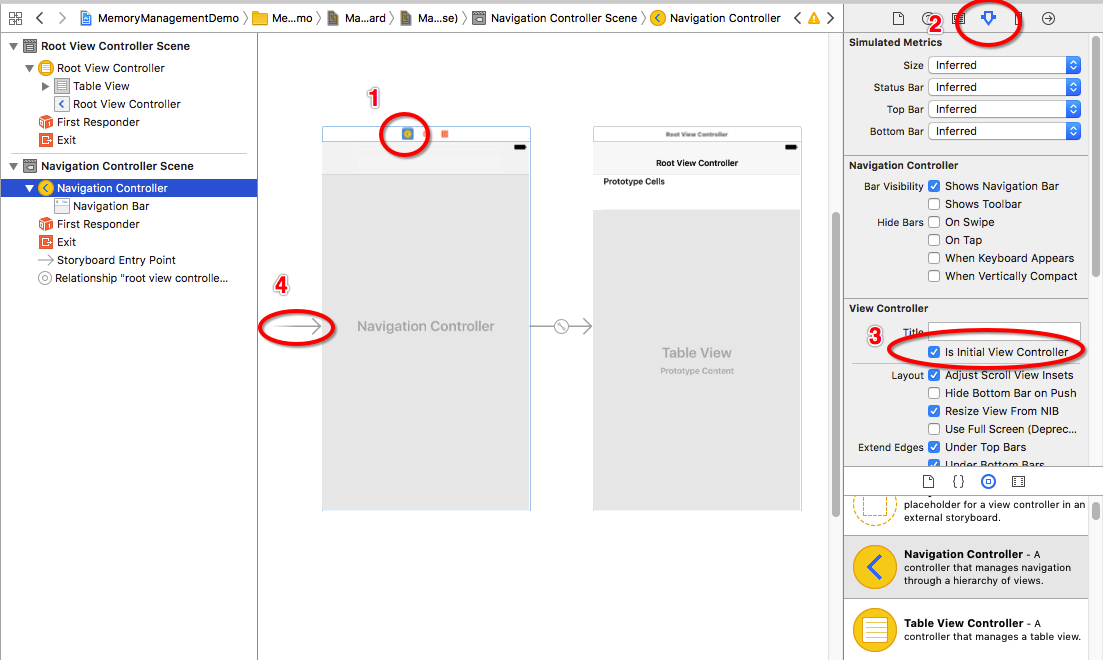 MemoryManagementDemo
Me...mo
Ma...ard
Ma...se)
Navigation Controller Scene
Navigation Controller
Root View Controller Scene
Root View Controller
Table View
Root View Controller
First Responder
Exit
Navigation Controller Scene
Navigation Controller
Navigation Bar
First Responder
Exit
Storyboard Entry Point
Relationship "root view controlle...
1
4
Navigation Controller
Root View Controller
Root View Controller
Prototype Cells
Table View
Prototype Content
2
Simulated Metrics
Size Inferred
Status Bar Inferred
Top Bar Inferred
Bottom Bar Inferred
Navigation Controller
Bar Visibility Shows Navigation Bar
Shows Toolbar
Hide Bars On Swipe
On Tap
When Keyboard Appears
When Vertically Compact
View Controller
3
Title
Is Initial View Controller
Layout Adjust Scroll View Insets
Hide Bottom Bar on Push
Resize View From NIB
Use Full Screen (Deprec...
Extend Edges Under Top Bars
Under Bottom Bars
{ }
placeholder for a view controller in an
external storyboard.
Navigation Controller - A
controller that manages navigation
through a hierarchy of views.
Table View Controller - A
controller that manages a table view.